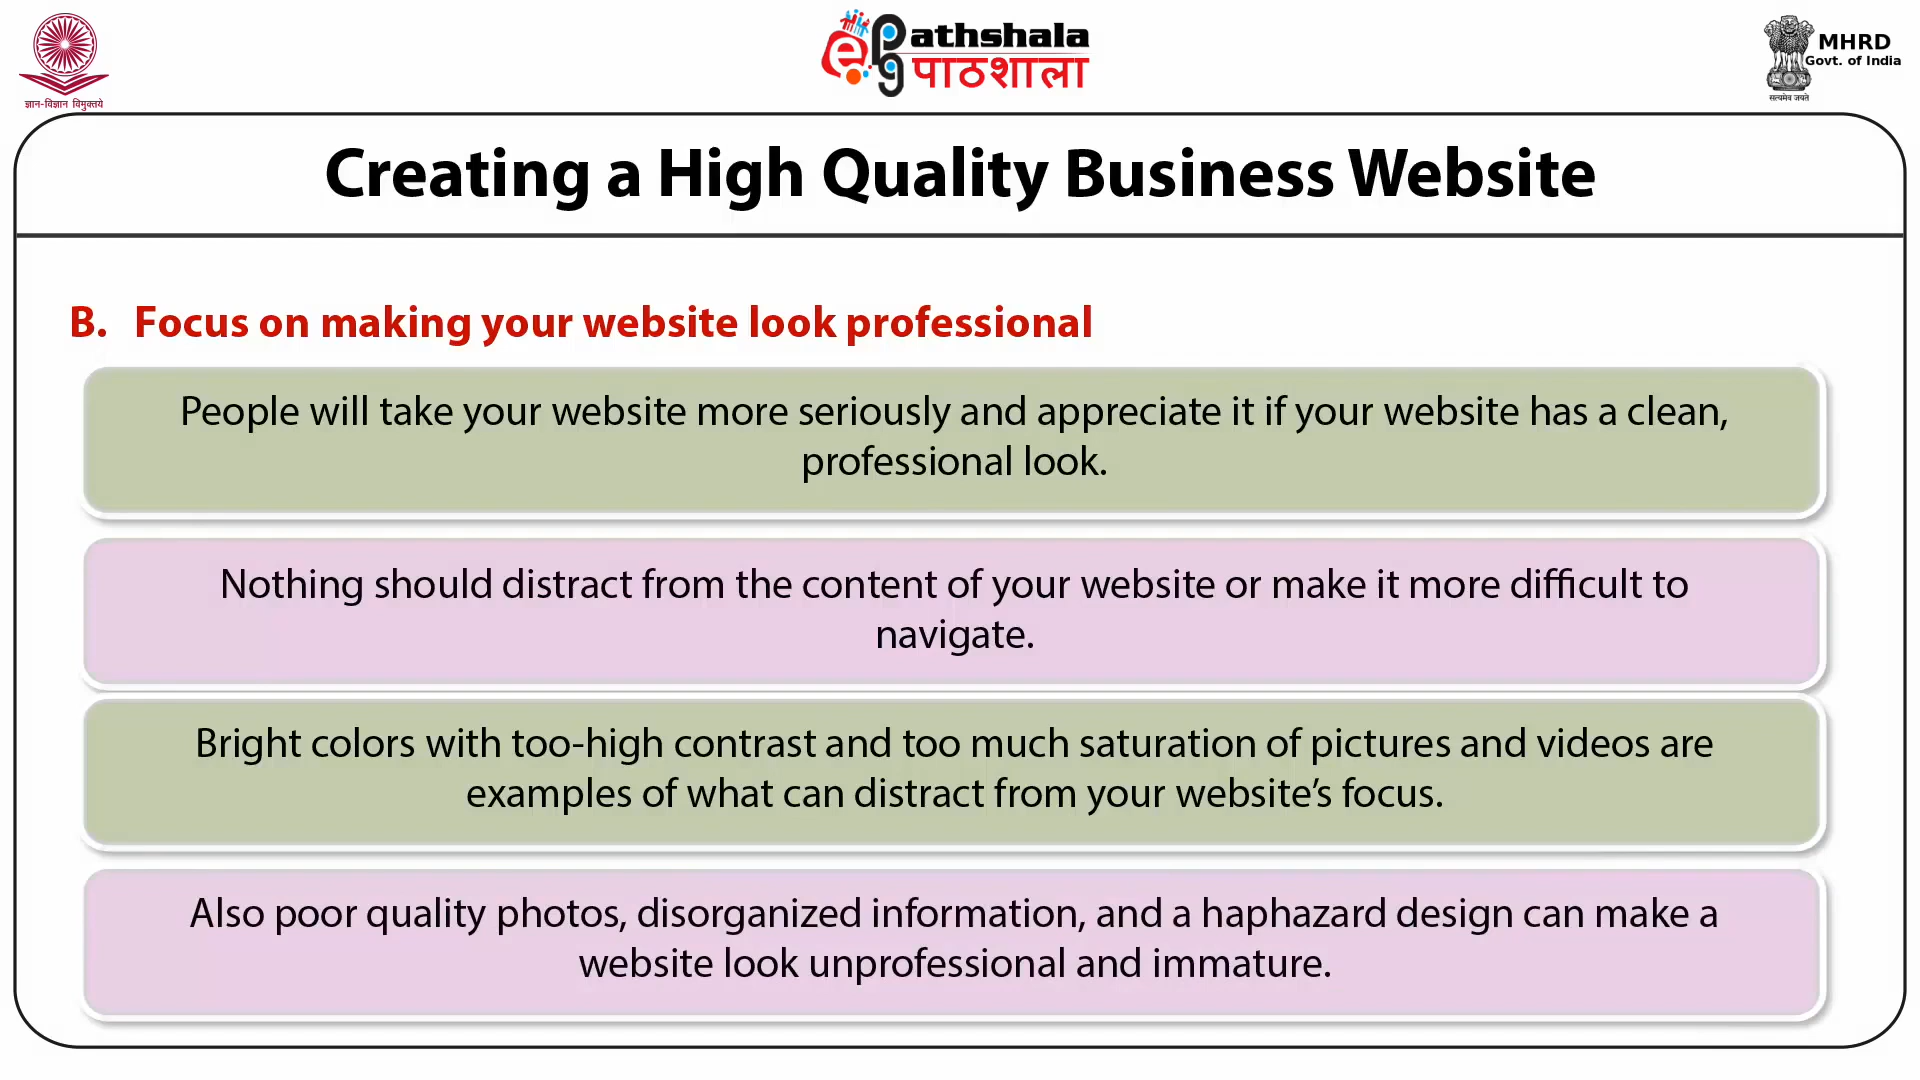 ज्ञान-विज्ञान विमुक्तये
ePathshala
पाठशाला
MHRD
Govt. of India
सत्यमेव जयते
Creating a High Quality Business Website
B. Focus on making your website look professional
People will take your website more seriously and appreciate it if your website has a clean,
professional look.
Nothing should distract from the content of your website or make it more difficult to
navigate.
Bright colors with too-high contrast and too much saturation of pictures and videos are
examples of what can distract from your website’s focus.
Also poor quality photos, disorganized information, and a haphazard design can make a
website look unprofessional and immature.